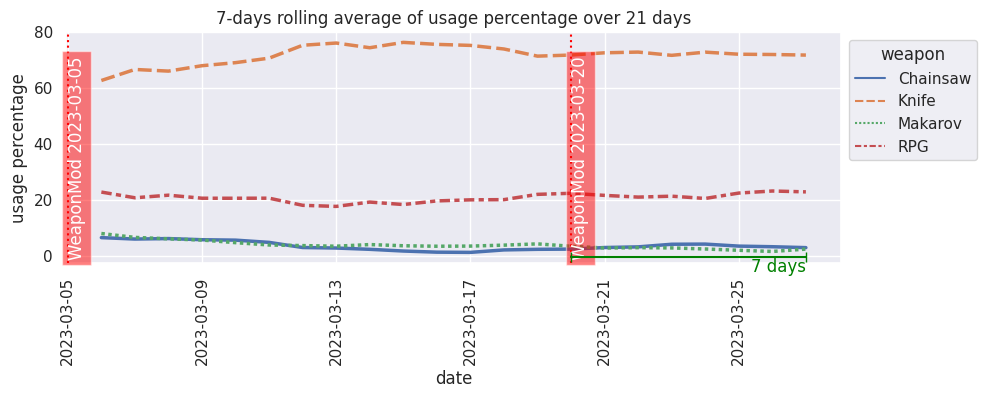 7-days rolling average of usage percentage over 21 days
usage percentage
80
60
40
20
0
WeaponMod 2023-03-05
WeaponMod 2023-03-20
7 days
2023-03-05
2023-03-09
2023-03-13
2023-03-17
2023-03-21
2023-03-25
date
weapon
Chainsaw
Knife
Makarov
RPG